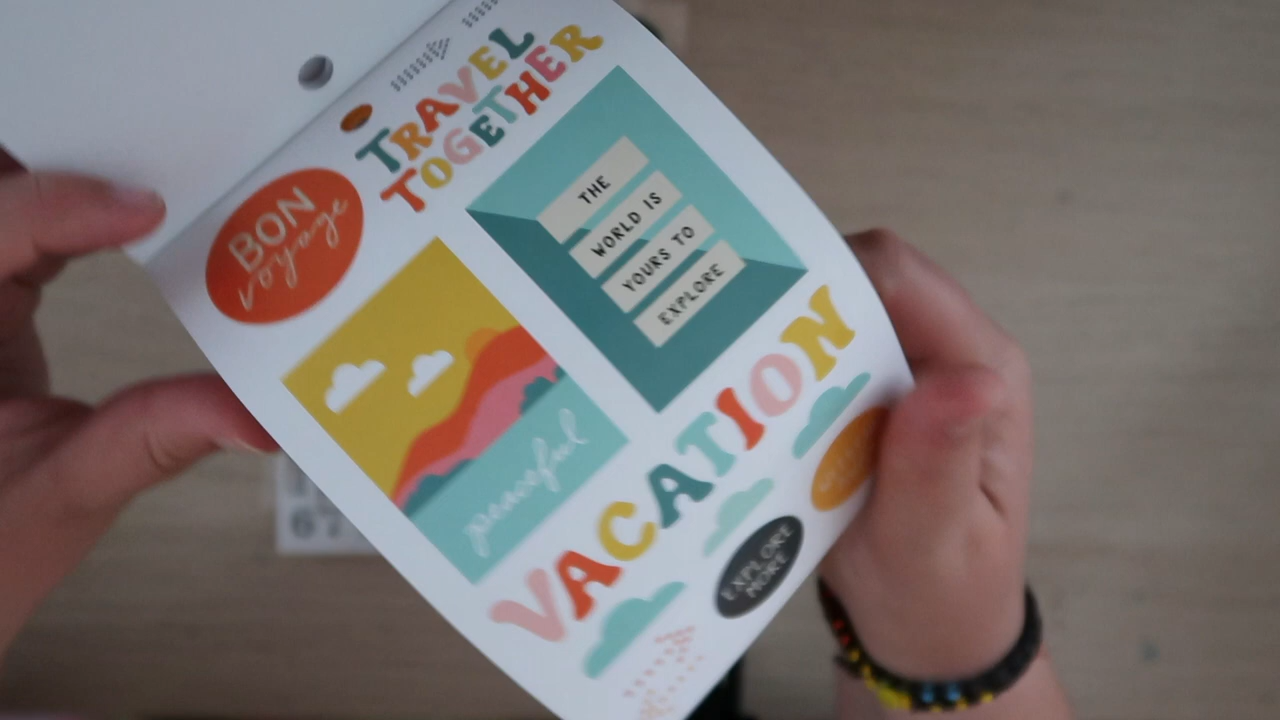 TRAVEL
TOGETHER
BON
voyage
THE
WORLD IS
YOURS TO
EXPLORE
peaceful
VACATION
EXPLORE
MORE